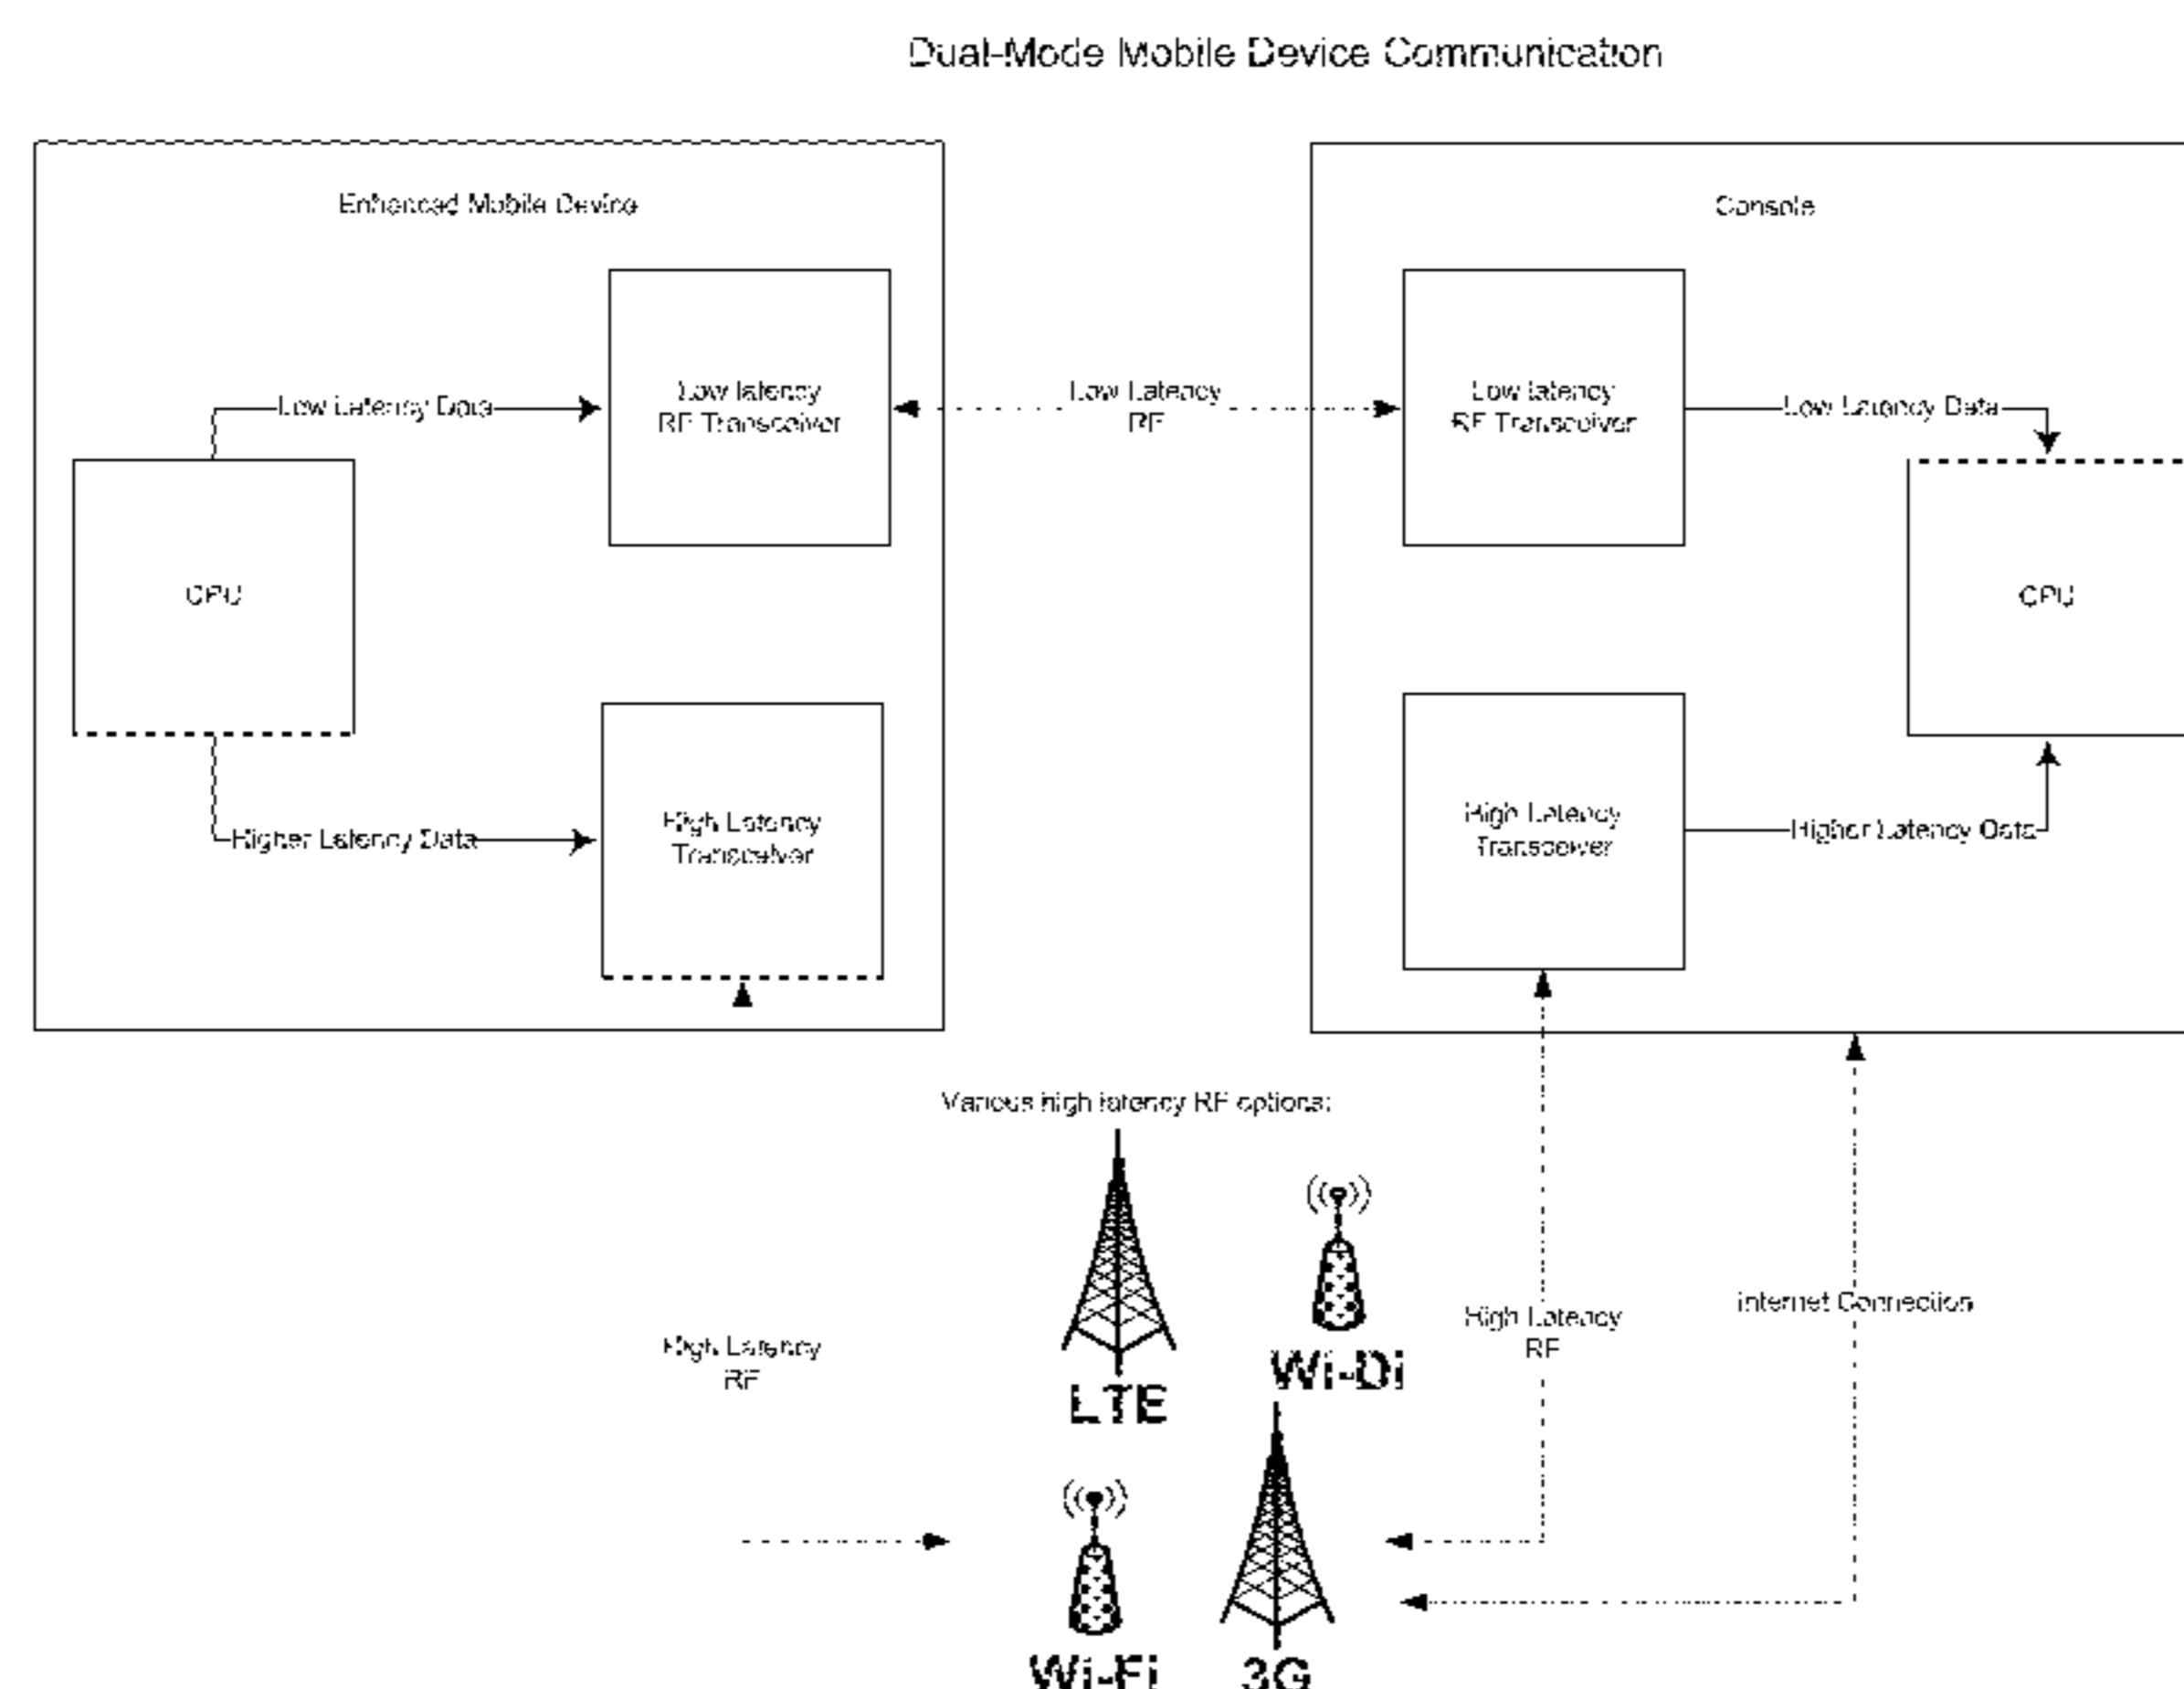 Dual-Mode Mobile Device Communication
Enhanced Mobile Device
Console
Low Latency Data
Low latency
RF Transceiver
Low Latency
RF
Low latency
RF Transceiver
Low Latency Data
CPU
CPU
Higher Latency Data
High Latency
Transceiver
High Latency
Transceiver
Higher Latency Data
Various high latency RF options:
LTE
Wi-Di
High Latency
RF
High Latency
RF
Internet Connection
Wi-Fi
3G